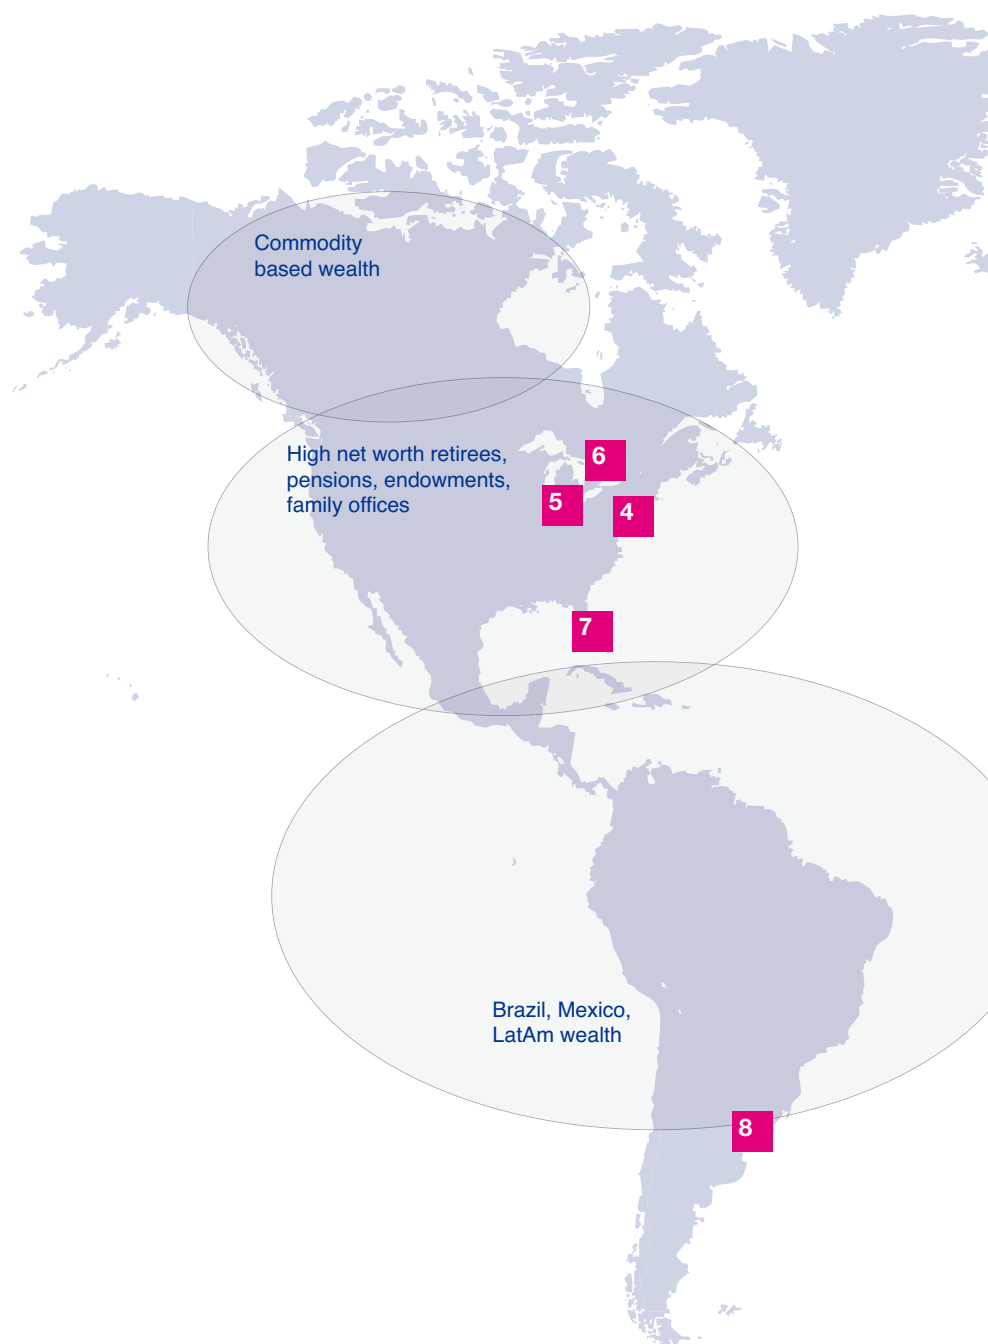 Commodity
based wealth
High net worth retirees,
pensions, endowments,
family offices
6
5
4
7
Brazil, Mexico,
LatAm wealth
8